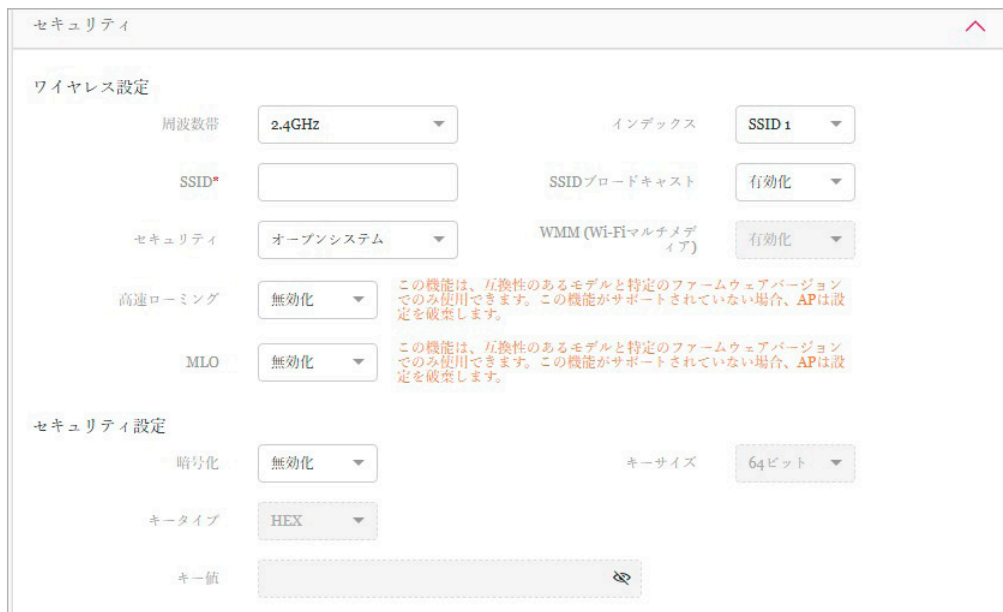 セキュリティ
ワイヤレス設定
周波数帯 2.4GHz インデックス SSID 1
SSID* SSIDブロードキャスト 有効化
セキュリティ オープンシステム WMM (Wi-Fiマルチメデ
ィア) 有効化
高速ローミング 無効化 この機能は、互換性のあるモデルと特定のファームウェアバージョン
でのみ使用できます。この機能がサポートされていない場合、APは設
定を破棄します。
MLO 無効化 この機能は、互換性のあるモデルと特定のファームウェアバージョン
でのみ使用できます。この機能がサポートされていない場合、APは設
定を破棄します。
セキュリティ設定
暗号化 無効化 キーサイズ 64ビット
キータイプ HEX
キー値